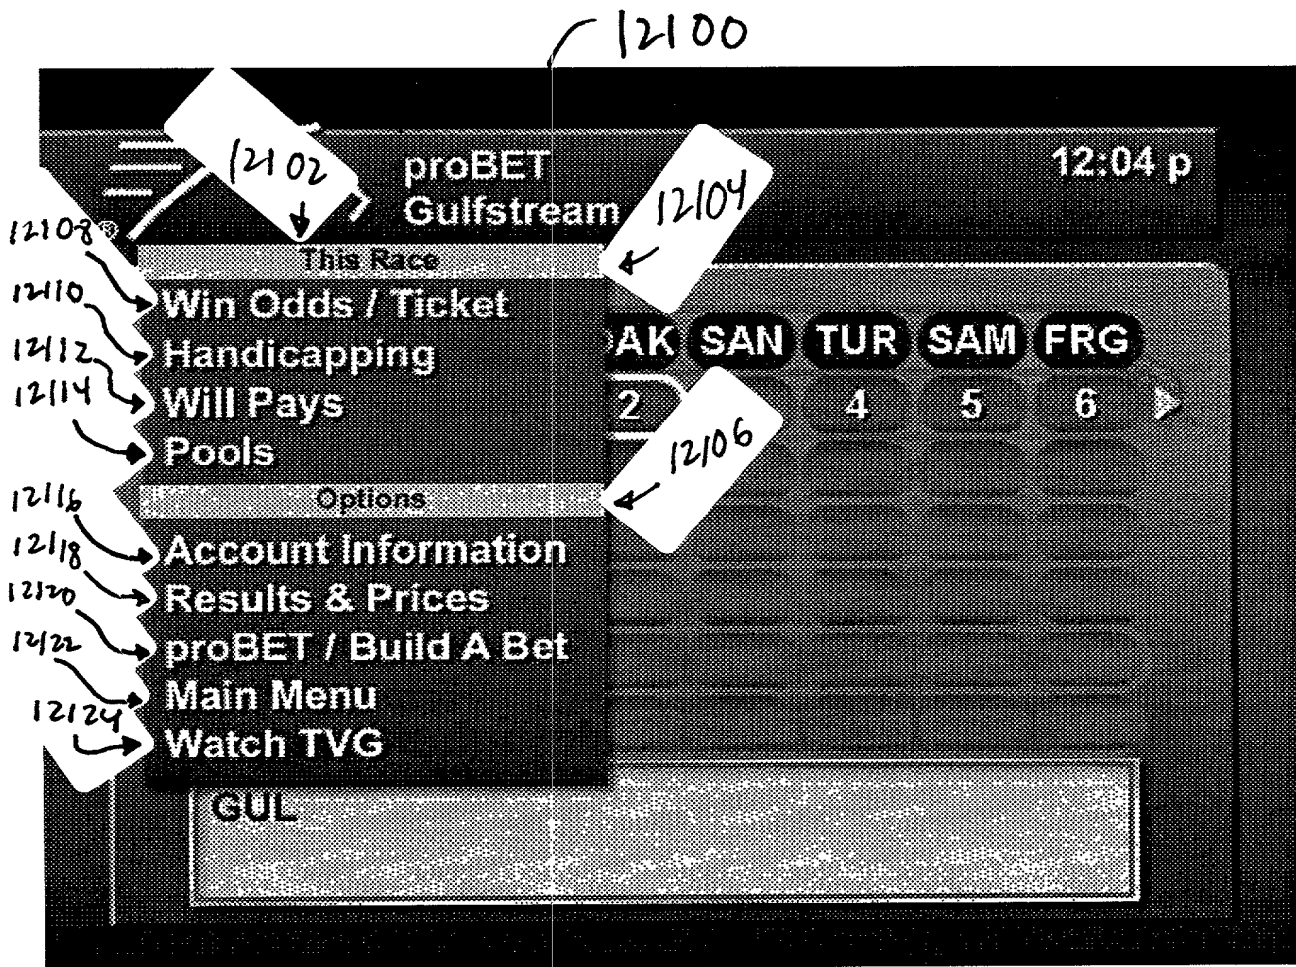 12100
12102
proBET
12:04 p
Gulfstream
12104
12108
This Race
12110
Win Odds / Ticket
Handicapping
AK SAN TUR SAM FRG
12112
Will Pays
2 4 5 6
12114
Pools
12106
Options
12116
Account Information
12118
Results & Prices
12120
proBET / Build A Bet
12122
Main Menu
12124
Watch TVG
GUL